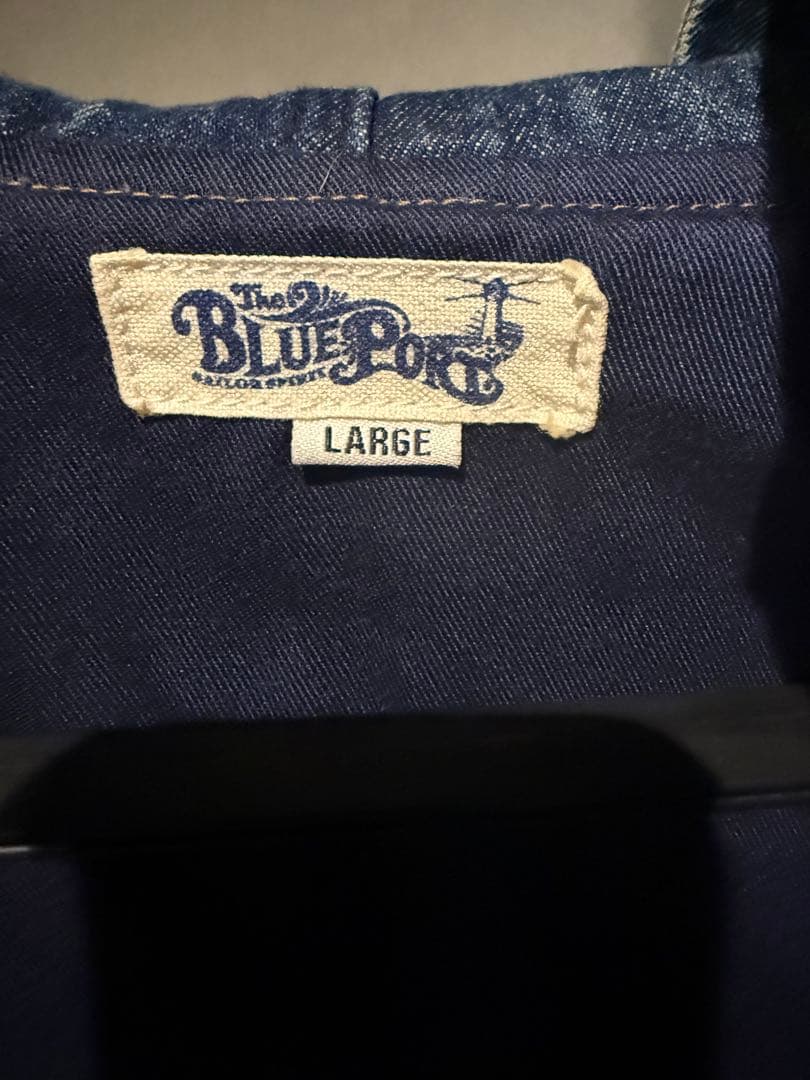 The
BLUE PORT
SAILOR SPIRIT
LARGE